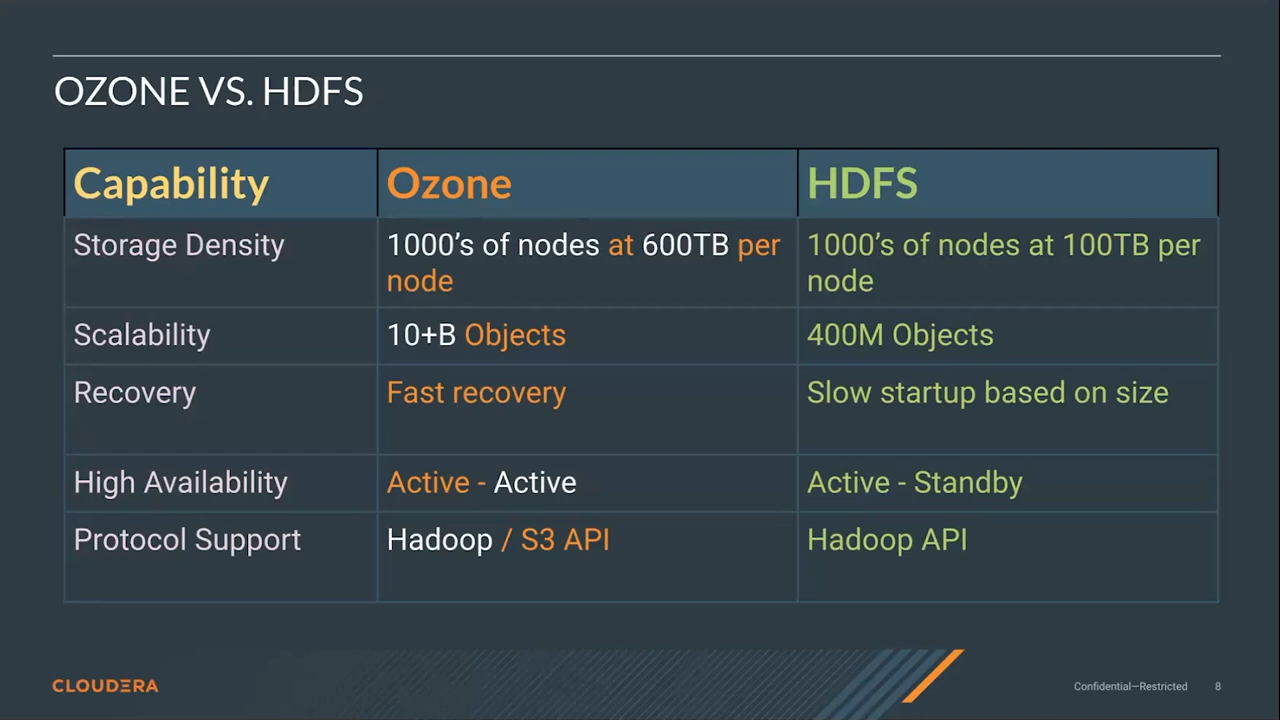 OZONE VS. HDFS
Capability
Ozone
HDFS
Storage Density
1000’s of nodes at 600TB per
node
1000’s of nodes at 100TB per
node
Scalability
10+B Objects
400M Objects
Recovery
Fast recovery
Slow startup based on size
High Availability
Active - Active
Active - Standby
Protocol Support
Hadoop / S3 API
Hadoop API
CLOUDERA
Confidential—Restricted
8